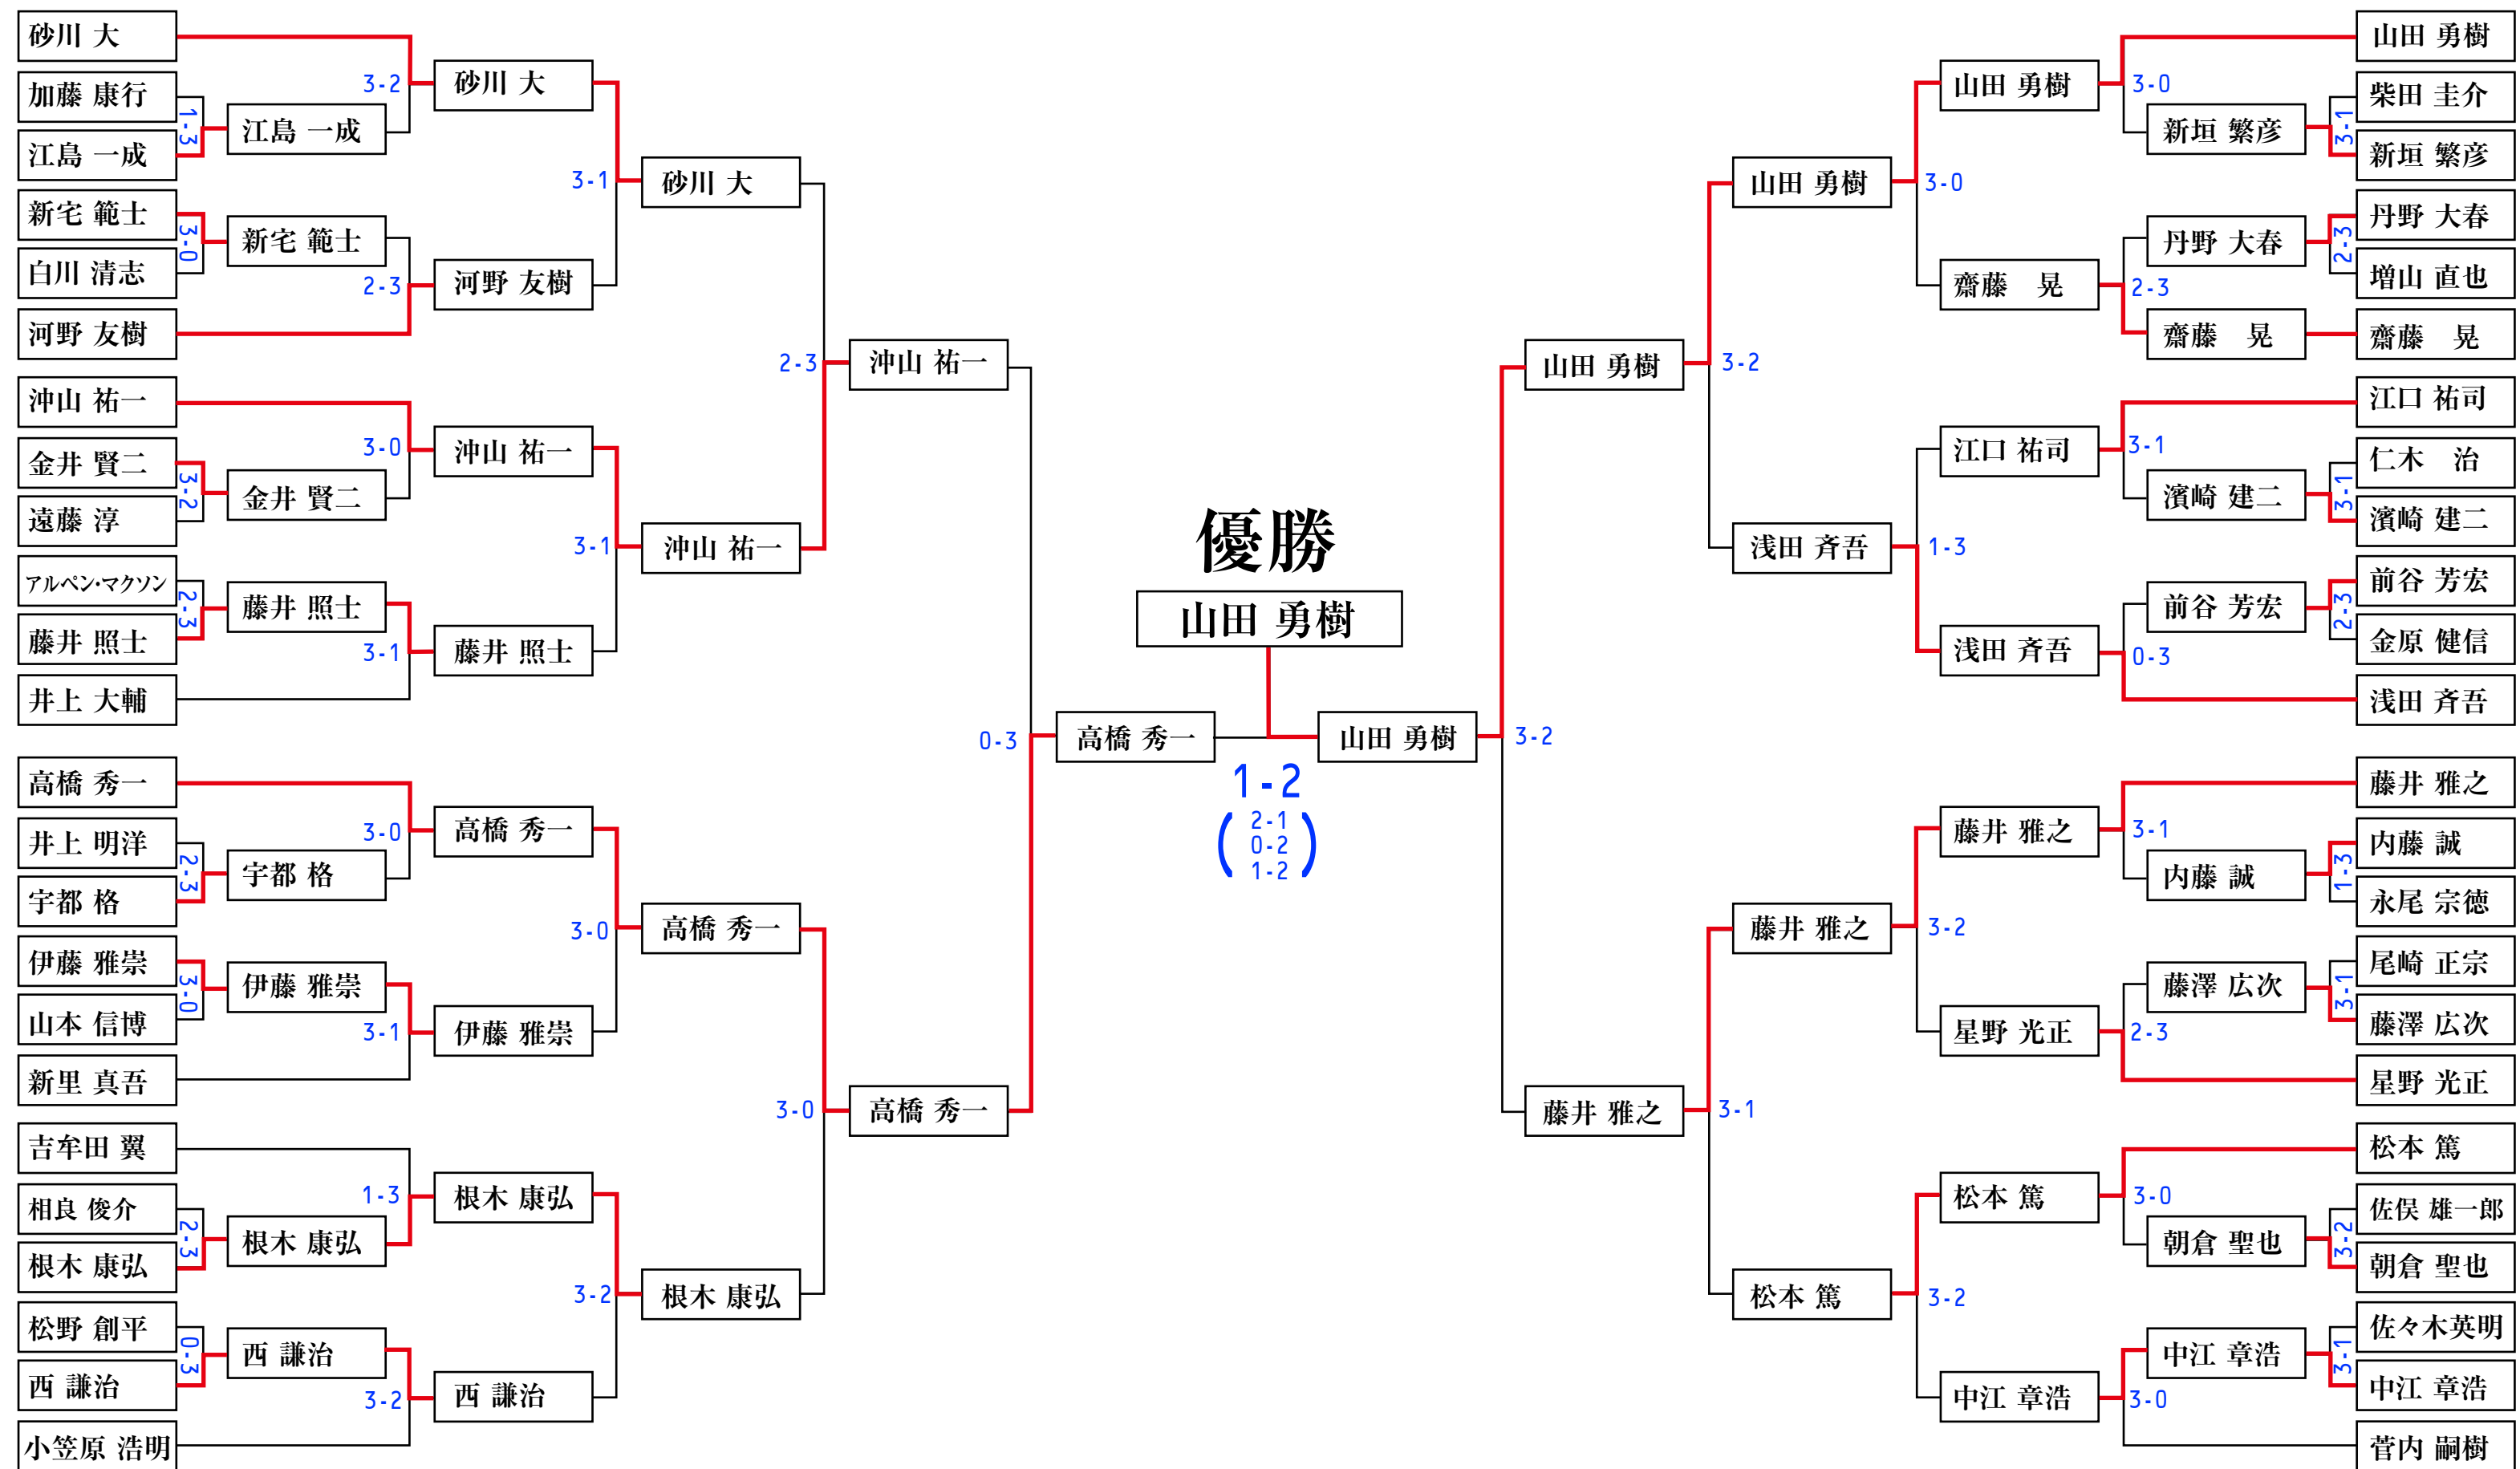 砂川 大
加藤 康行
江島 一成
新宅 範士
白川 清志
河野 友樹
沖山 祐一
金井 賢二
遠藤 淳
アルペン・マクソン
藤井 照士
井上 大輔
高橋 秀一
井上 明洋
宇都 格
伊藤 雅崇
山本 信博
新里 真吾
吉牟田 翼
相良 俊介
根木 康弘
松野 創平
西 謙治
小笠原 浩明
1-3
3-0
3-2
2-3
2-3
3-0
2-3
0-3
江島 一成
新宅 範士
金井 賢二
藤井 照士
宇都 格
伊藤 雅崇
根木 康弘
西 謙治
3-2
2-3
3-0
3-1
3-0
3-1
1-3
3-2
砂川 大
河野 友樹
沖山 祐一
藤井 照士
高橋 秀一
伊藤 雅崇
根木 康弘
西 謙治
3-1
3-1
3-0
3-2
砂川 大
沖山 祐一
高橋 秀一
根木 康弘
2-3
3-0
沖山 祐一
高橋 秀一
0-3
高橋 秀一
優勝
山田 勇樹
1-2
2-1
0-2
1-2
山田 勇樹
3-2
山田 勇樹
藤井 雅之
3-2
3-1
山田 勇樹
浅田 斉吾
藤井 雅之
松本 篤
3-0
1-3
3-2
3-2
山田 勇樹
齋藤 晃
江口 祐司
浅田 斉吾
藤井 雅之
星野 光正
松本 篤
中江 章浩
3-0
2-3
3-1
0-3
3-1
2-3
3-0
3-0
新垣 繁彦
丹野 大春
齋藤 晃
濱崎 建二
前谷 芳宏
内藤 誠
藤澤 広次
朝倉 聖也
中江 章浩
3-1
2-3
3-1
2-3
1-3
3-1
3-2
3-1
山田 勇樹
柴田 圭介
新垣 繁彦
丹野 大春
増山 直也
齋藤 晃
江口 祐司
仁木 治
濱崎 建二
前谷 芳宏
金原 健信
浅田 斉吾
藤井 雅之
内藤 誠
永尾 宗徳
尾崎 正宗
藤澤 広次
星野 光正
松本 篤
佐俣 雄一郎
朝倉 聖也
佐々木英明
中江 章浩
菅内 嗣樹